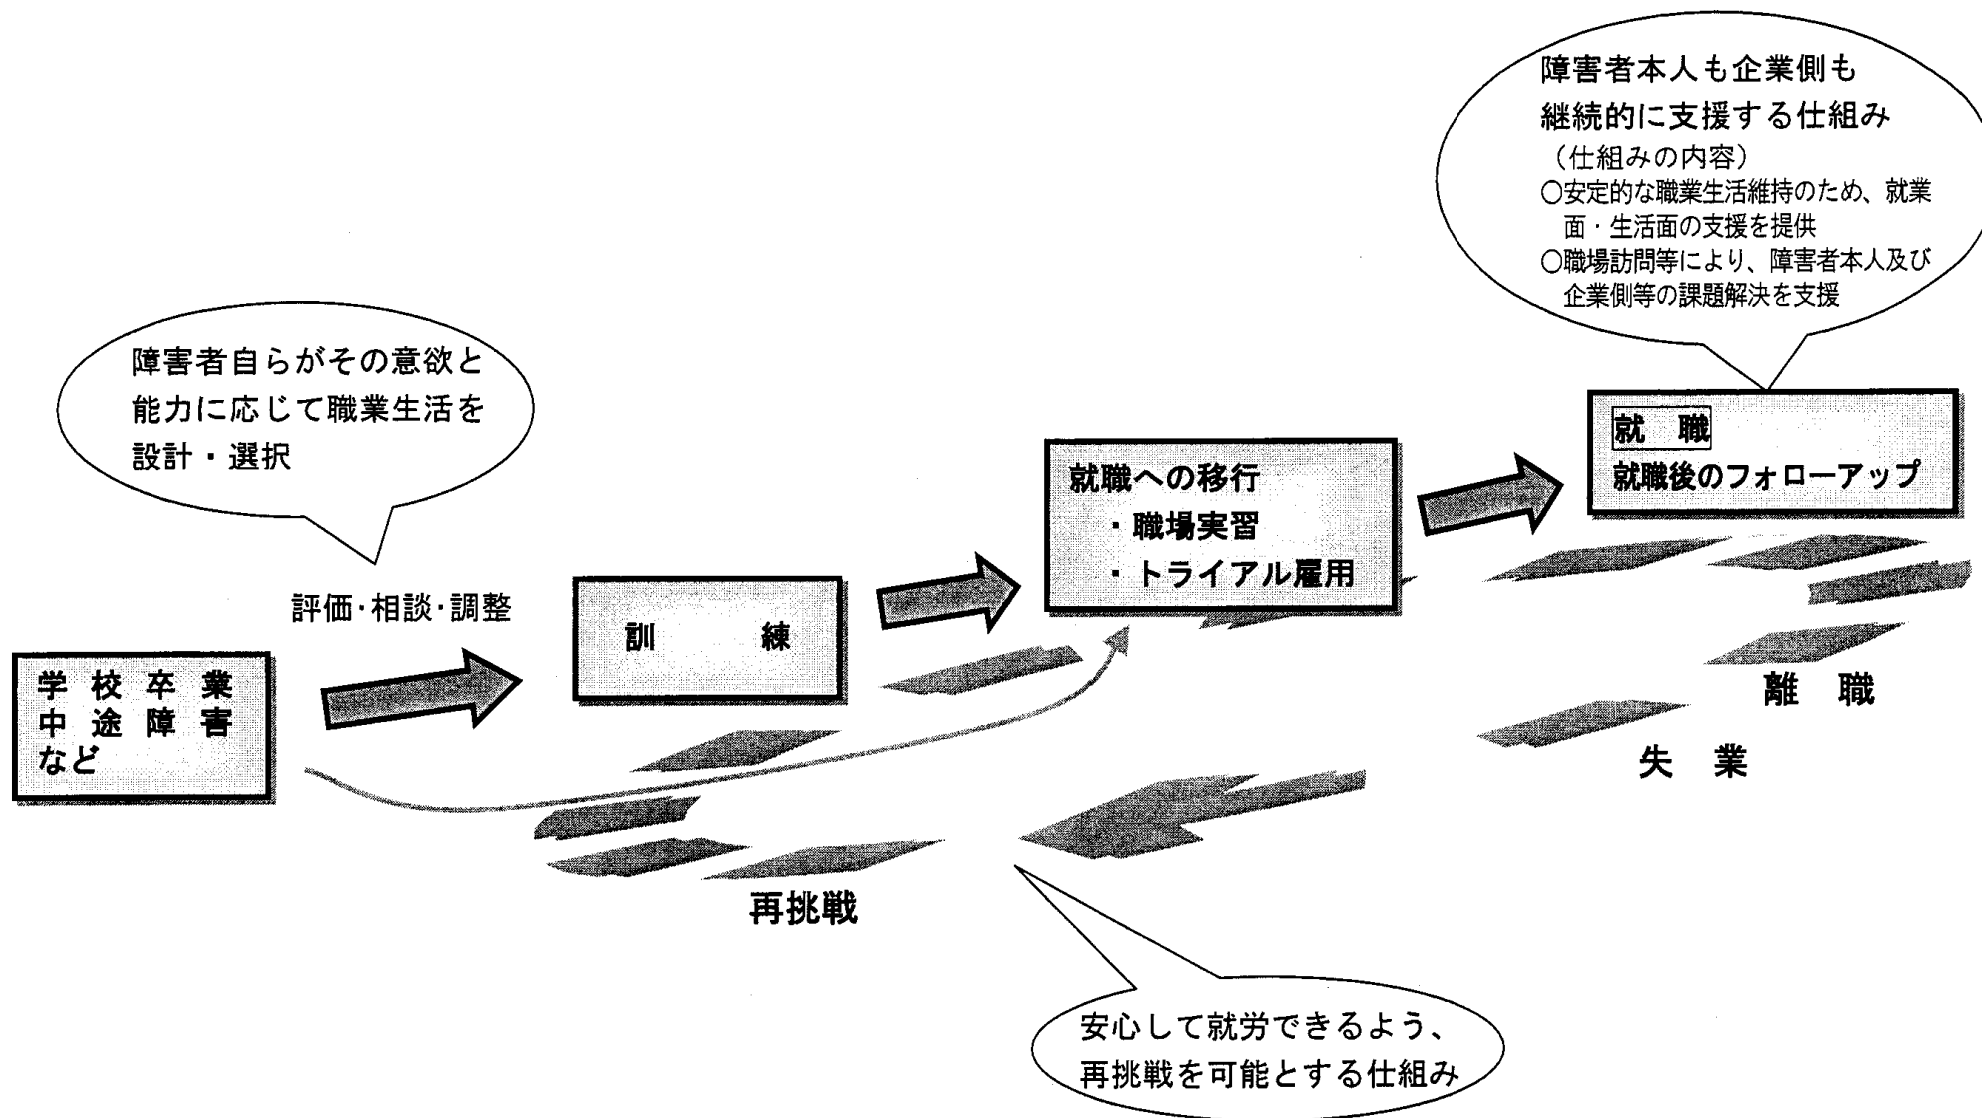 障害者本人も企業側も
継続的に支援する仕組み
（仕組みの内容）
○安定的な職業生活維持のため、就業
面・生活面の支援を提供
○職場訪問等により、障害者本人及び
企業側等の課題解決を支援
障害者自らがその意欲と
能力に応じて職業生活を
設計・選択
就　職
就職後のフォローアップ
就職への移行
・職場実習
・トライアル雇用
評価・相談・調整
訓　　練
学 校 卒 業
中 途 障 害
など
離　職
失　業
再挑戦
安心して就労できるよう、
再挑戦を可能とする仕組み